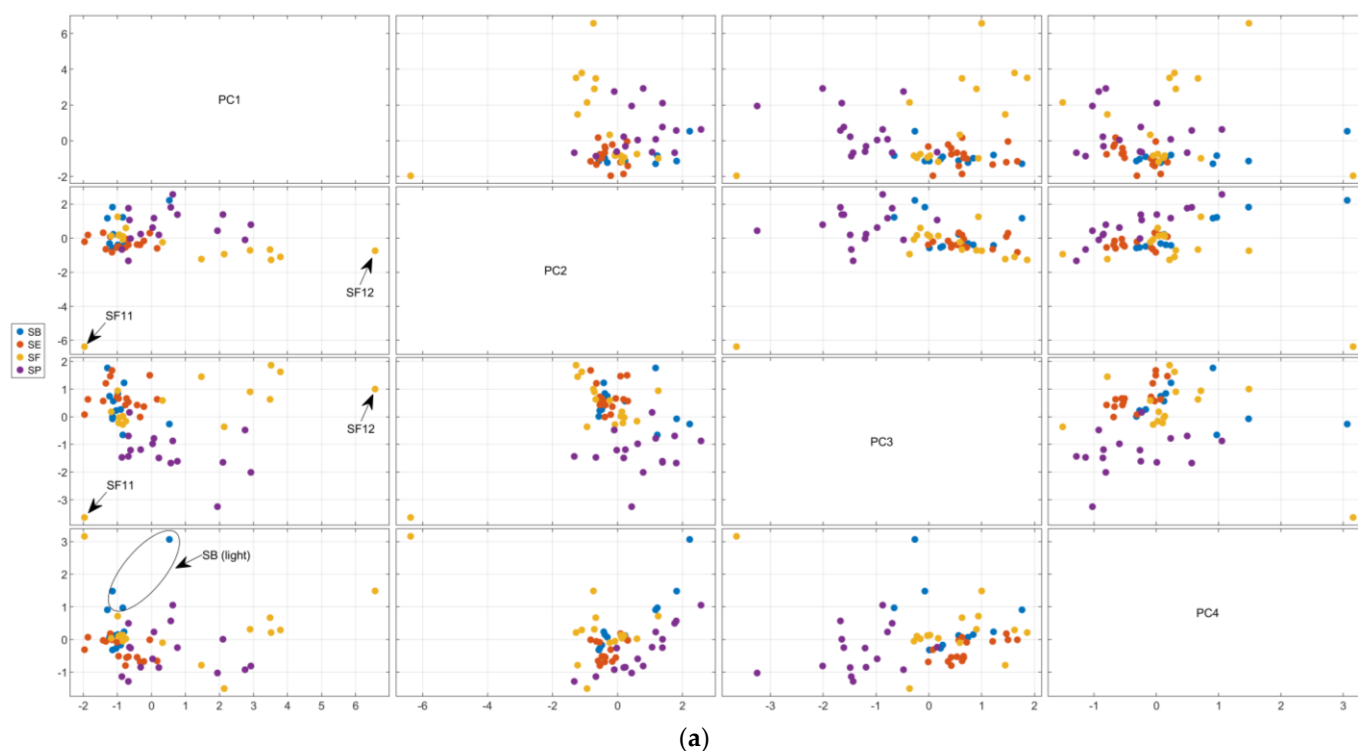 6
4
2
0
-2
PC1
2
0
-2
-4
-6
PC2
SF12
SF11
SB
SE
SF
SP
2
1
0
-1
-2
-3
PC3
SF12
SF11
3
2
1
0
-1
SB (light)
PC4
-2 -1 0 1 2 3 4 5 6
-6 -4 -2 0 2
-3 -2 -1 0 1 2
-1 0 1 2 3
(a)